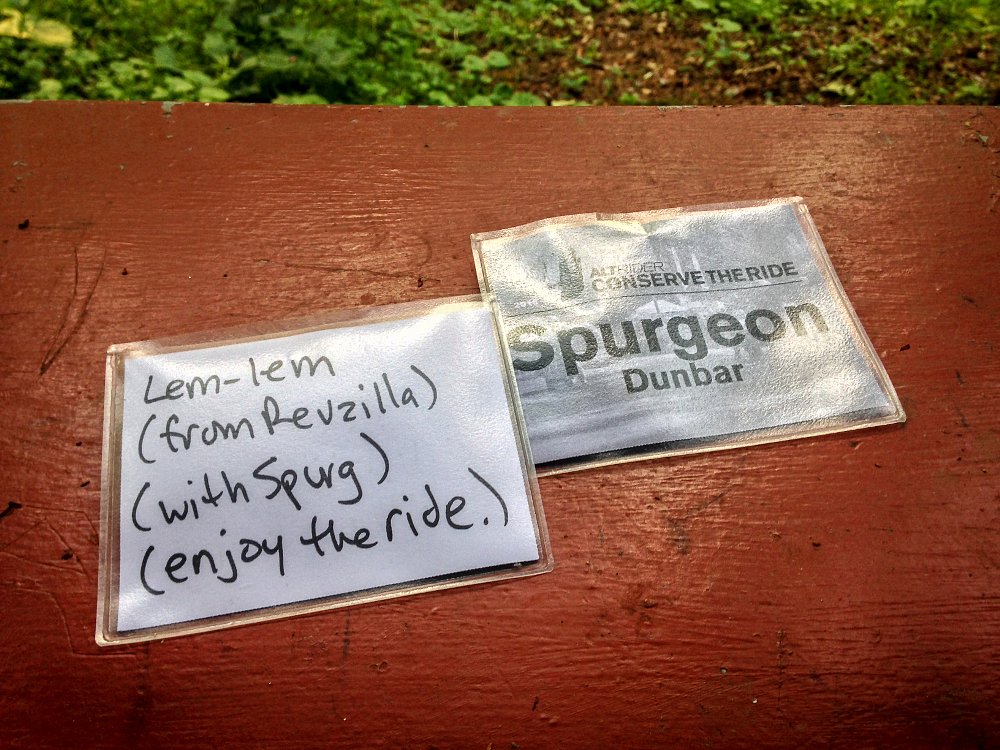 Lem-lem
(from Revzilla)
(with Spurg)
(enjoy the ride.)
ALTRIDER
CONSERVE THE RIDE
Spurgeon
Dunbar